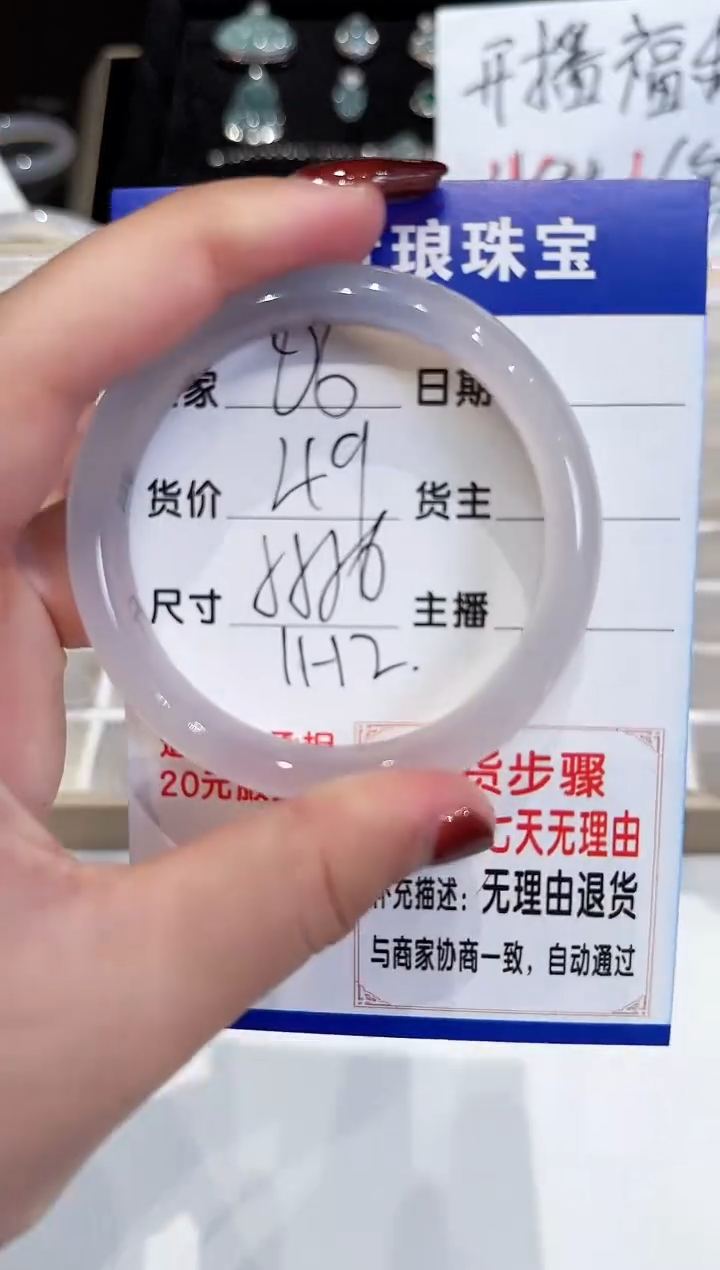 开播福
琅珠宝
家 06 日期
货价 49 货主
尺寸 主播
11-12.
20元
货步骤
七天无理由
补充描述：无理由退货
与商家协商一致，自动通过